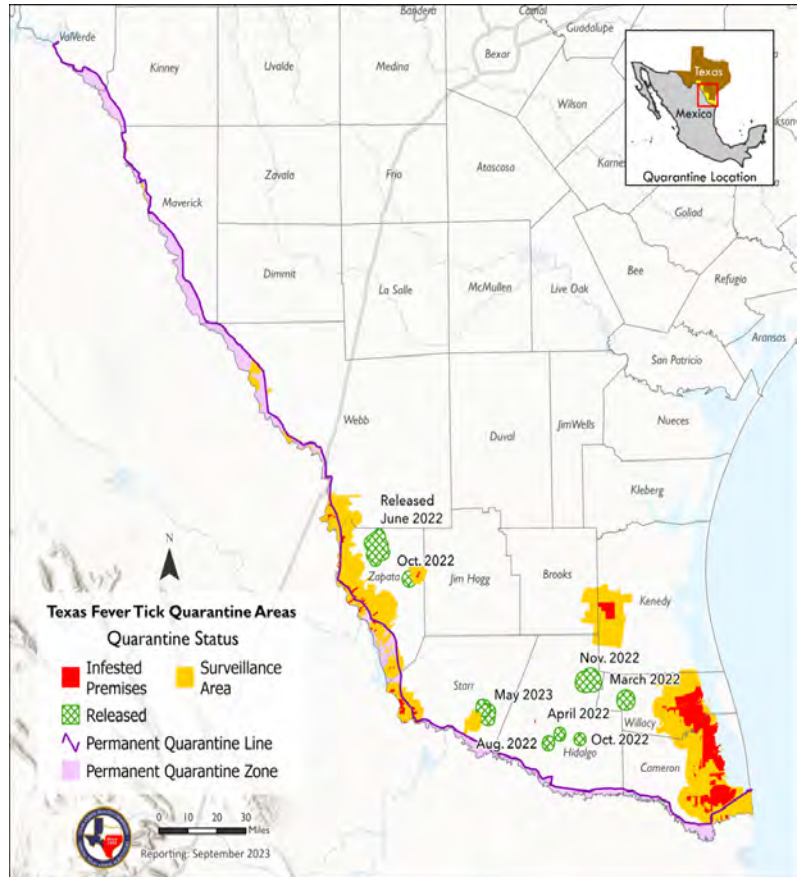 Bandera
Comal
Guadalupe
ValVerde
Kinney
Uvalde
Medina
Bexar
Wilson
Texas
Mexico
Quarantine Location
Zavala
Frio
Atascosa
Karnes
Maverick
Goliad
Dimmit
La Salle
McMullen
Live Oak
Bee
Refugio
Aransas
San Patricio
Webb
Duval
JimWells
Nueces
Kleberg
Released
June 2022
Oct. 2022
Zapata
Jim Hogg
Brooks
Kenedy
N
Texas Fever Tick Quarantine Areas
Quarantine Status
Infested
Premises
Surveillance
Area
Released
Permanent Quarantine Line
Permanent Quarantine Zone
Nov. 2022
March 2022
Starr
May 2023
April 2022
Willacy
Aug. 2022
Hidalgo
Oct. 2022
Cameron
0 10 20 30
Miles
Reporting: September 2023